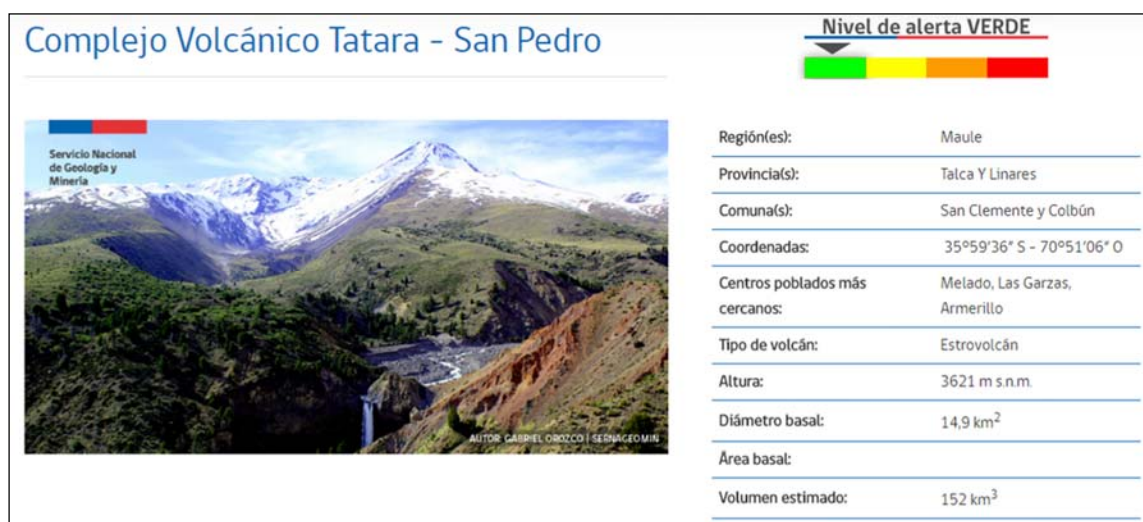 Complejo Volcánico Tatara - San Pedro
Nivel de alerta VERDE
Servicio Nacional
de Geología y
Minería
AUTOR: GABRIEL OROZCO | SERNAGEOMIN
Región(es): Maule
Provincia(s): Talca Y Linares
Comuna(s): San Clemente y Colbún
Coordenadas: 35°59'36" S - 70°51'06" O
Centros poblados más Melado, Las Garzas,
cercanos: Armerillo
Tipo de volcán: Estrovolcán
Altura: 3621 m s.n.m.
Diámetro basal: 14,9 km²
Área basal:
Volumen estimado: 152 km³